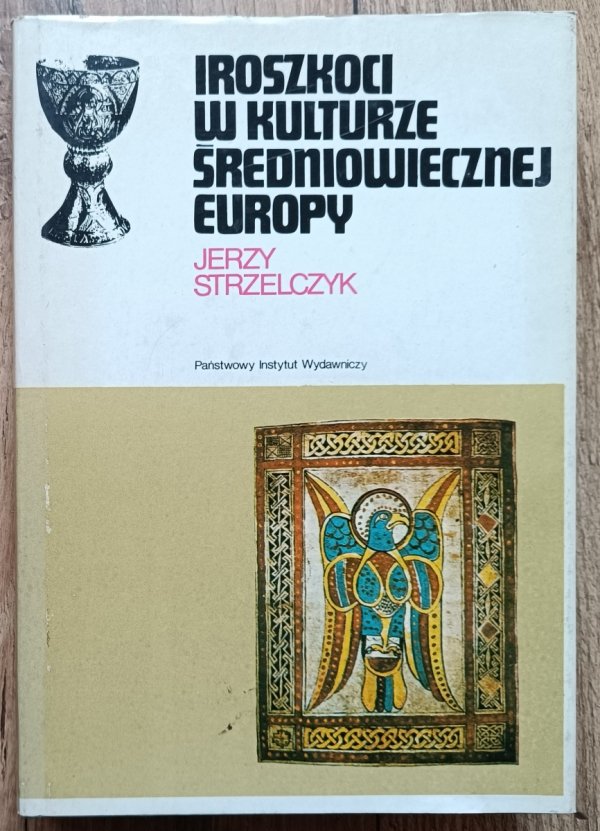 IROSZKOCI
W KULTURZE
ŚREDNIOWIECZNEJ
EUROPY
JERZY
STRZELCZYK
Państwowy Instytut Wydawniczy